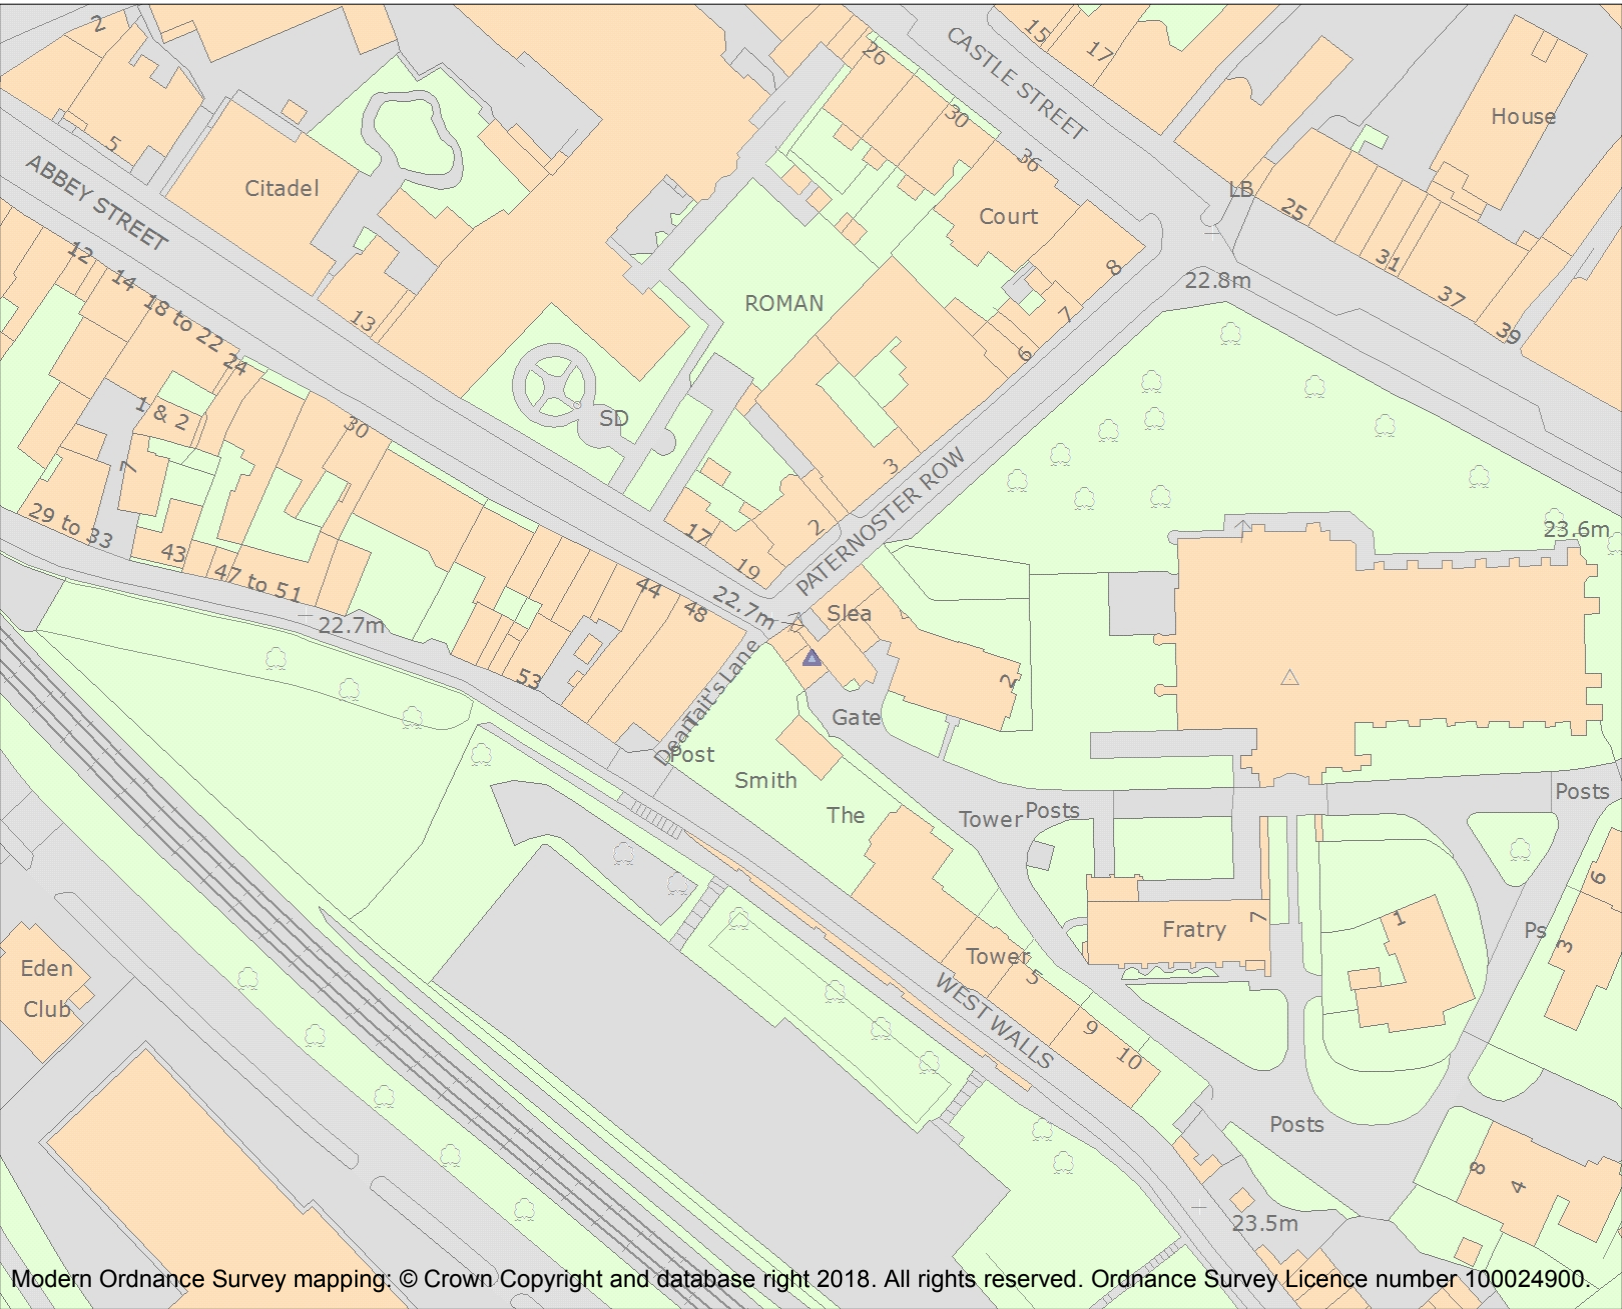 2
26
CASTLE STREET
15
17
30
House
5
36
ABBEY STREET
Citadel
LB
Court
25
12
14
18 to 22
24
13
ROMAN
8
22.8m
31
37
39
7
6
1 & 2
30
SD
7
3
PATERNOSTER ROW
29 to 33
43
47 to 51
17
2
19
23.6m
44
48
22.7m
Slea
22.7m
53
2
Dean Tait's Lane
Gate
Post
Smith
The
Tower
Posts
Posts
6
7
1
Fratry
Ps
3
Eden
Club
Tower
5
WEST WALLS
9
10
Posts
8
4
23.5m
Modern Ordnance Survey mapping: © Crown Copyright and database right 2018. All rights reserved. Ordnance Survey Licence number 100024900.